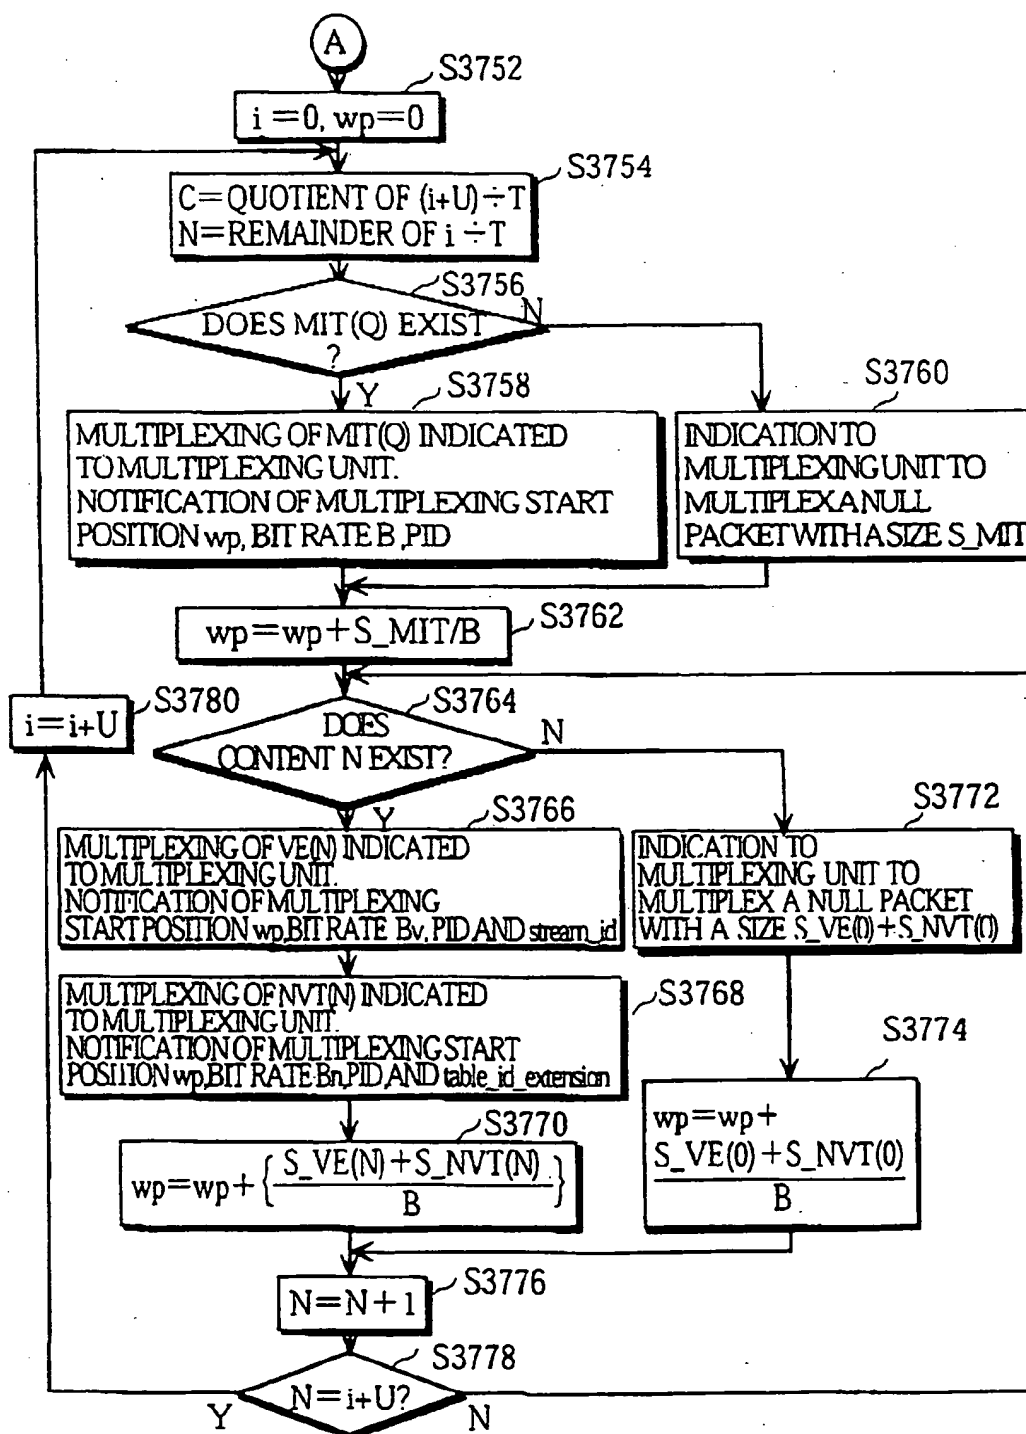 A
S3752
i=0, wp=0
S3754
C=QUOTIENT OF (i+U)÷T
N=REMAINDER OF i÷T
S3756
N
DOES MIT(Q) EXIST
?
Y
S3758
S3760
MULTIPLEXING OF MIT(Q) INDICATED
TO MULTIPLEXING UNIT.
NOTIFICATION OF MULTIPLEXING START
POSITION wp, BIT RATE B ,PID
INDICATION TO
MULTIPLEXING UNIT TO
MULTIPLEX A NULL
PACKET WITH A SIZE S_MIT
wp=wp+S_MIT/B
S3762
S3780
i=i+U
S3764
DOES
CONTENT N EXIST?
N
Y
S3766
S3772
MULTIPLEXING OF VE(N) INDICATED
TO MULTIPLEXING UNIT.
NOTIFICATION OF MULTIPLEXING
START POSITION wp,BIT RATE Bv, PID AND stream_id
INDICATION TO
MULTIPLEXING UNIT TO
MULTIPLEX A NULL PACKET
WITH A SIZE S_VE(0)+S_NVT(0)
MULTIPLEXING OF NVT(N) INDICATED
TO MULTIPLEXING UNIT.
NOTIFICATION OF MULTIPLEXING START
POSITION wp,BIT RATE Bn,PID,AND table_id_extension
S3768
S3774
S3770
wp=wp+{S_VE(N)+S_NVT(N)
B}
wp=wp+
S_VE(0)+S_NVT(0)
B
S3776
N=N+1
S3778
N=i+U?
Y
N